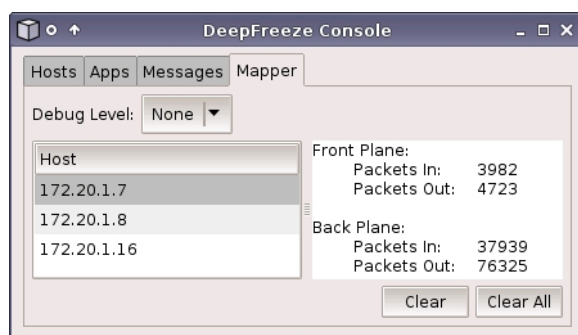 DeepFreeze Console
Hosts Apps Messages Mapper
Debug Level: None
Host
172.20.1.7
172.20.1.8
172.20.1.16
Front Plane:
Packets In: 3982
Packets Out: 4723
Back Plane:
Packets In: 37939
Packets Out: 76325
Clear Clear All